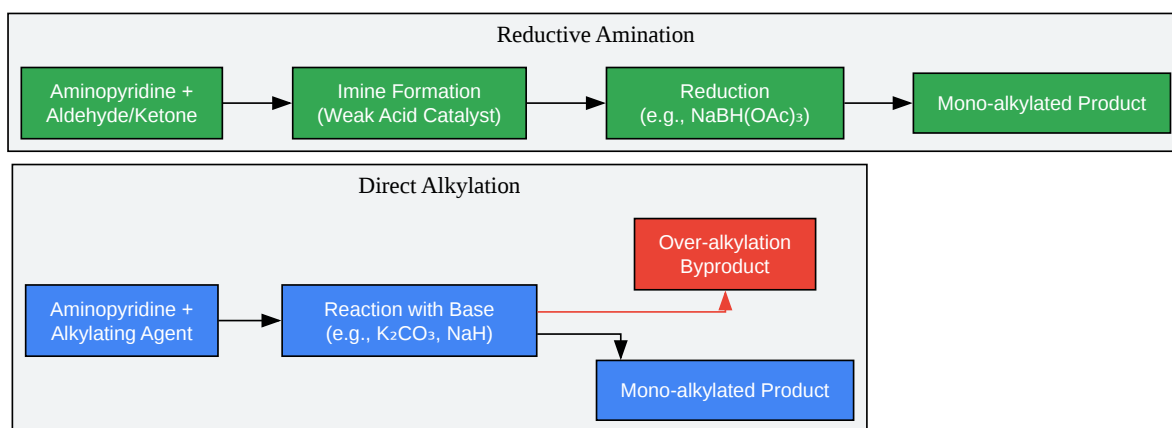 Reductive Amination
Aminopyridine +
Aldehyde/Ketone
Imine Formation
(Weak Acid Catalyst)
Reduction
(e.g., NaBH(OAc)₃)
Mono-alkylated Product
Direct Alkylation
Aminopyridine +
Alkylating Agent
Reaction with Base
(e.g., K₂CO₃, NaH)
Over-alkylation
Byproduct
Mono-alkylated Product